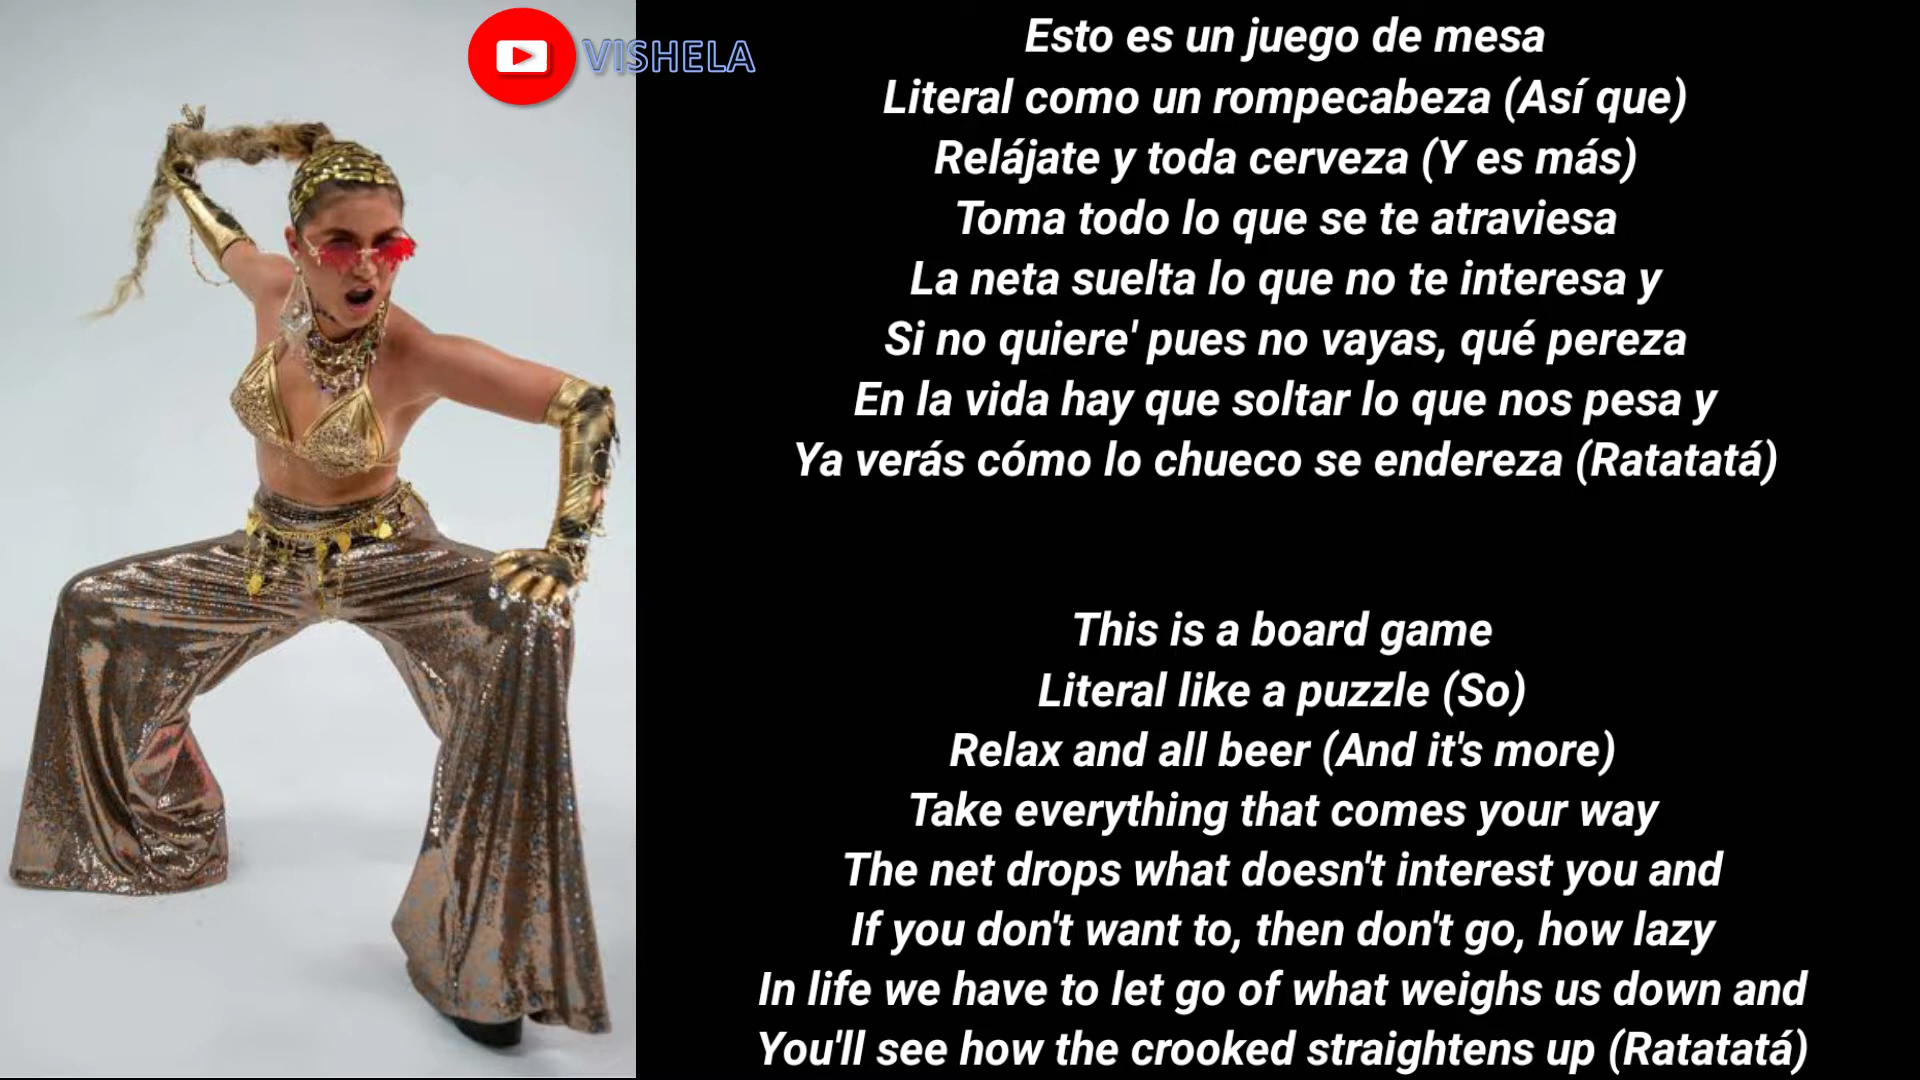 VISHELA
Esto es un juego de mesa
Literal como un rompecabeza (Así que)
Relájate y toda cerveza (Y es más)
Toma todo lo que se te atraviesa
La neta suelta lo que no te interesa y
Si no quiere' pues no vayas, qué pereza
En la vida hay que soltar lo que nos pesa y
Ya verás cómo lo chueco se endereza (Ratatatá)
This is a board game
Literal like a puzzle (So)
Relax and all beer (And it's more)
Take everything that comes your way
The net drops what doesn't interest you and
If you don't want to, then don't go, how lazy
In life we have to let go of what weighs us down and
You'll see how the crooked straightens up (Ratatatá)